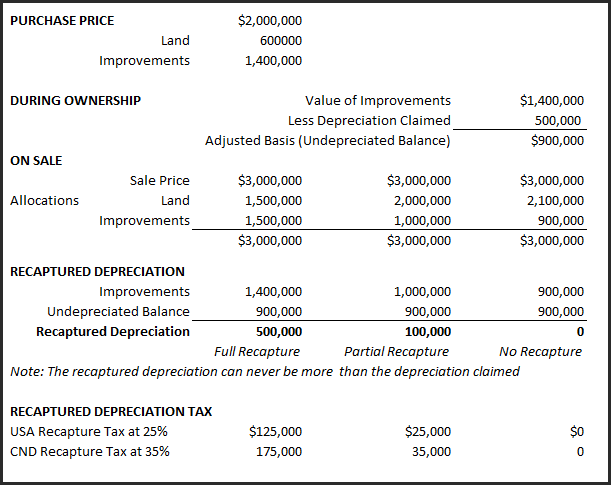 PURCHASE PRICE $2,000,000
Land 600000
Improvements 1,400,000
DURING OWNERSHIP Value of Improvements $1,400,000
Less Depreciation Claimed 500,000
Adjusted Basis (Undepreciated Balance) $900,000
ON SALE
Sale Price $3,000,000 $3,000,000 $3,000,000
Allocations Land 1,500,000 2,000,000 2,100,000
Improvements 1,500,000 1,000,000 900,000
$3,000,000 $3,000,000 $3,000,000
RECAPTURED DEPRECIATION
Improvements 1,400,000 1,000,000 900,000
Undepreciated Balance 900,000 900,000 900,000
Recaptured Depreciation 500,000 100,000 0
Full Recapture Partial Recapture No Recapture
Note: The recaptured depreciation can never be more than the depreciation claimed
RECAPTURED DEPRECIATION TAX
USA Recapture Tax at 25% $125,000 $25,000 $0
CND Recapture Tax at 35% 175,000 35,000 0